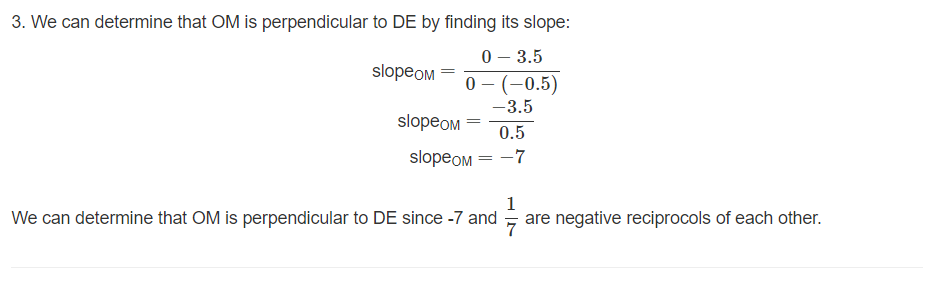 3. We can determine that OM is perpendicular to DE by finding its slope:
slopeOM = (0 − 3.5)/(0 − (−0.5))
slopeOM = (−3.5)/(0.5)
slopeOM = −7
We can determine that OM is perpendicular to DE since -7 and 1/7 are negative reciprocols of each other.